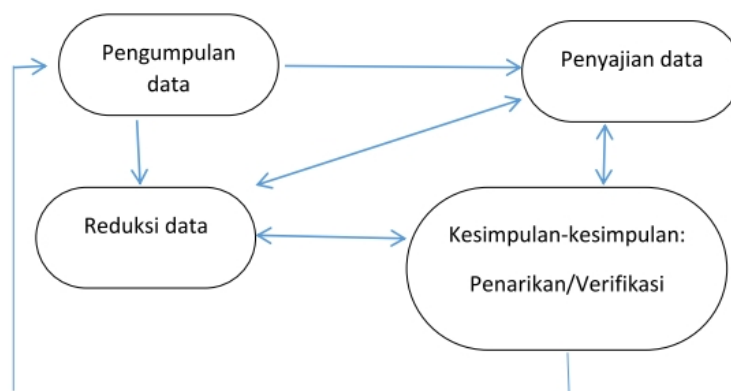 Pengumpulan
data
Penyajian data
Reduksi data
Kesimpulan-kesimpulan:
Penarikan/Verifikasi